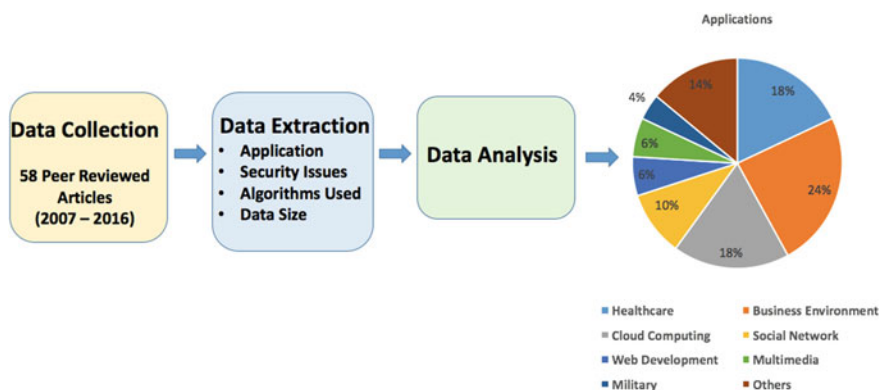 Applications
Data Collection
58 Peer Reviewed
Articles
(2007 – 2016)
Data Extraction
• Application
• Security Issues
• Algorithms Used
• Data Size
Data Analysis
18%
24%
18%
10%
6%
6%
4%
14%
Healthcare
Business Environment
Cloud Computing
Social Network
Web Development
Multimedia
Military
Others